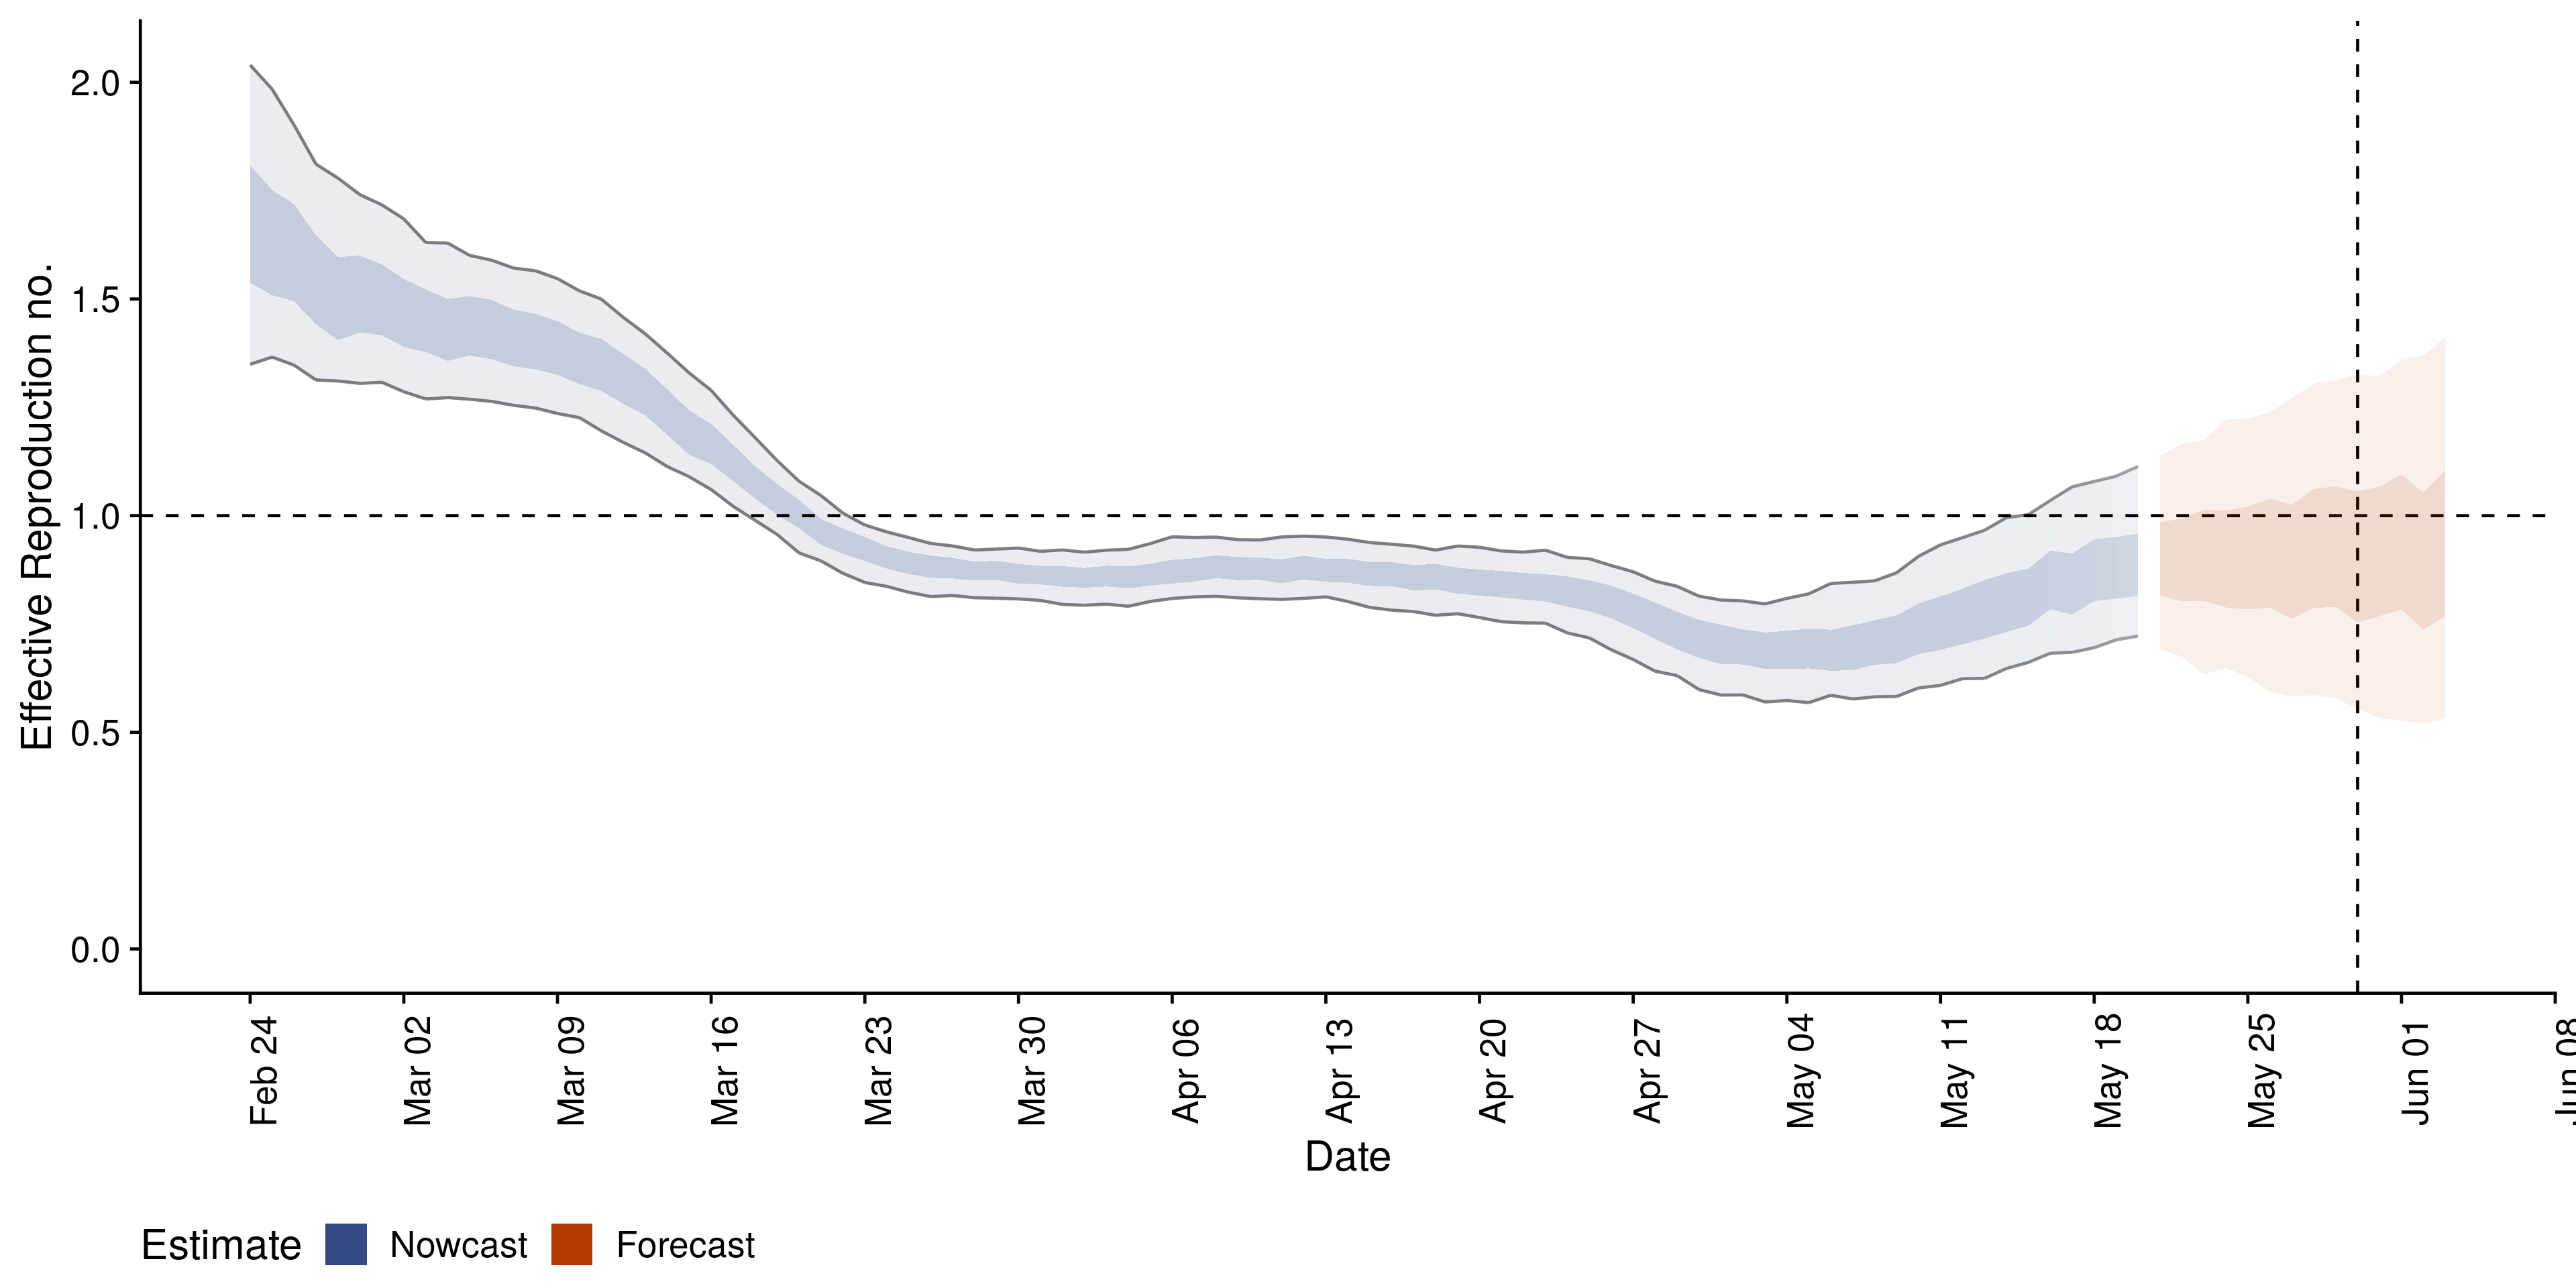 Effective Reproduction no.
2.0
1.5
1.0
0.5
0.0
Feb 24
Mar 02
Mar 09
Mar 16
Mar 23
Mar 30
Apr 06
Apr 13
Apr 20
Apr 27
May 04
May 11
May 18
May 25
Jun 01
Jun 08
Date
Estimate Nowcast Forecast